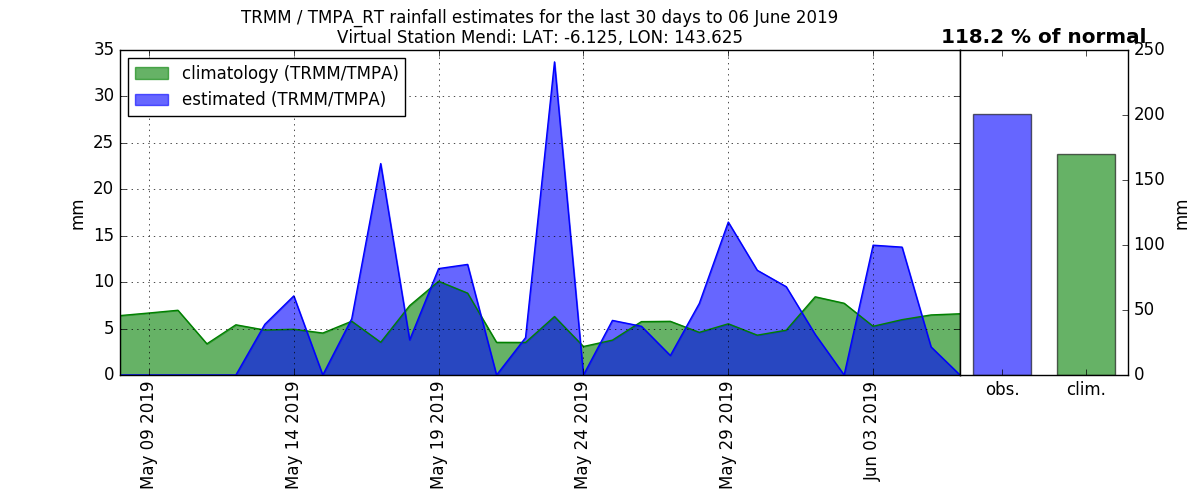 TRMM / TMPA_RT rainfall estimates for the last 30 days to 06 June 2019
Virtual Station Mendi: LAT: -6.125, LON: 143.625
118.2 % of normal
climatology (TRMM/TMPA)
estimated (TRMM/TMPA)
35
30
25
20
15
10
5
0
mm
May 09 2019
May 14 2019
May 19 2019
May 24 2019
May 29 2019
Jun 03 2019
250
200
150
100
50
0
mm
obs.
clim.